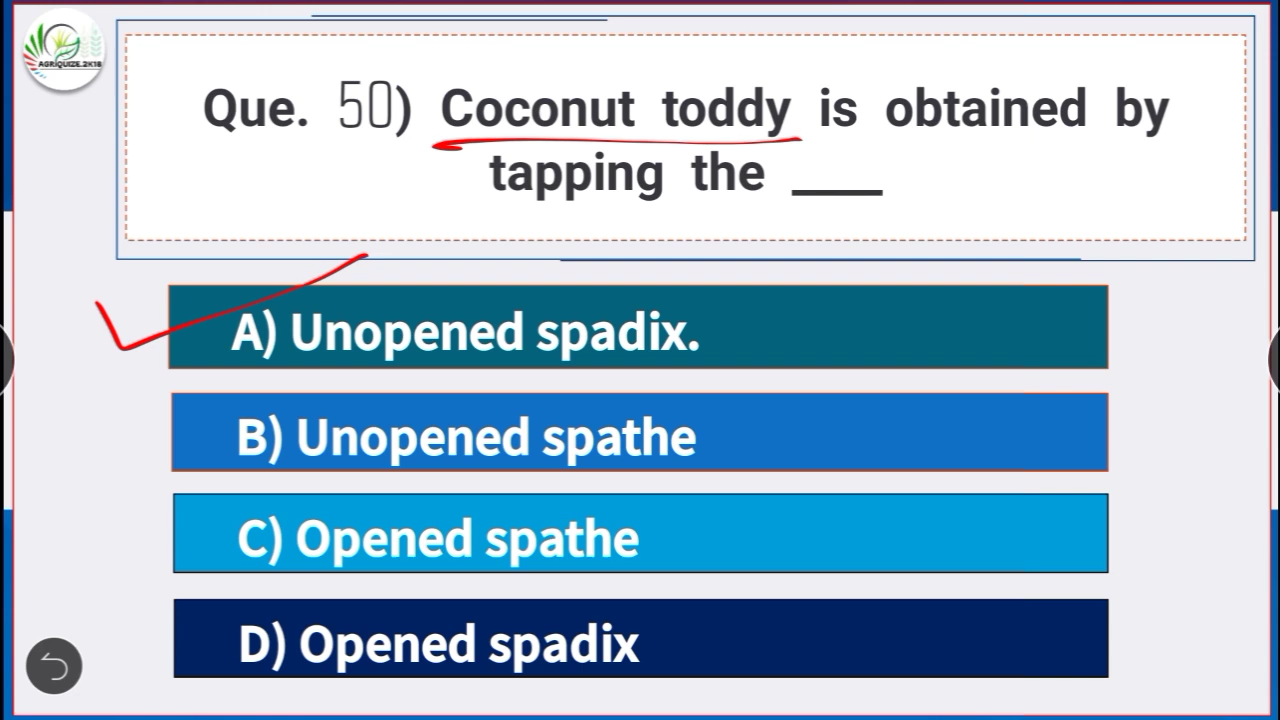 AGRIQUIZE.2K18
Que. 50) Coconut toddy is obtained by
tapping the ____
A) Unopened spadix.
B) Unopened spathe
C) Opened spathe
D) Opened spadix